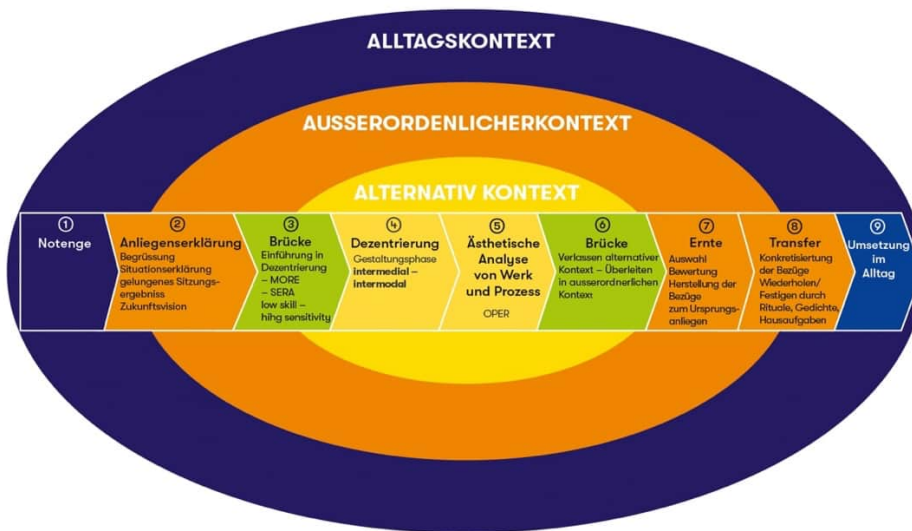 ALLTAGSKONTEXT
AUSSERORDENLICHERKONTEXT
ALTERNATIV KONTEXT
1
Notenge
2
Anliegenserklärung
Begrüssung
Situationserklärung
gelungenes Sitzungs-
ergebniss
Zukunftsvision
3
Brücke
Einführung in
Dezentrierung
– MORE
– SERA
low skill –
hihg sensitivity
4
Dezentrierung
Gestaltungsphase
intermedial –
intermodal
5
Ästhetische
Analyse
von Werk
und Prozess
OPER
6
Brücke
Verlassen alternativer
Kontext – Überleiten
in ausserordnerlichen
Kontext
7
Ernte
Auswahl
Bewertung
Herstellung der
Bezüge
zum Ursprungs-
anliegen
8
Transfer
Konkretisiertung
der Bezüge
Wiederholen/
Festigen durch
Rituale, Gedichte,
Hausaufgaben
9
Umsetzung
im
Alltag